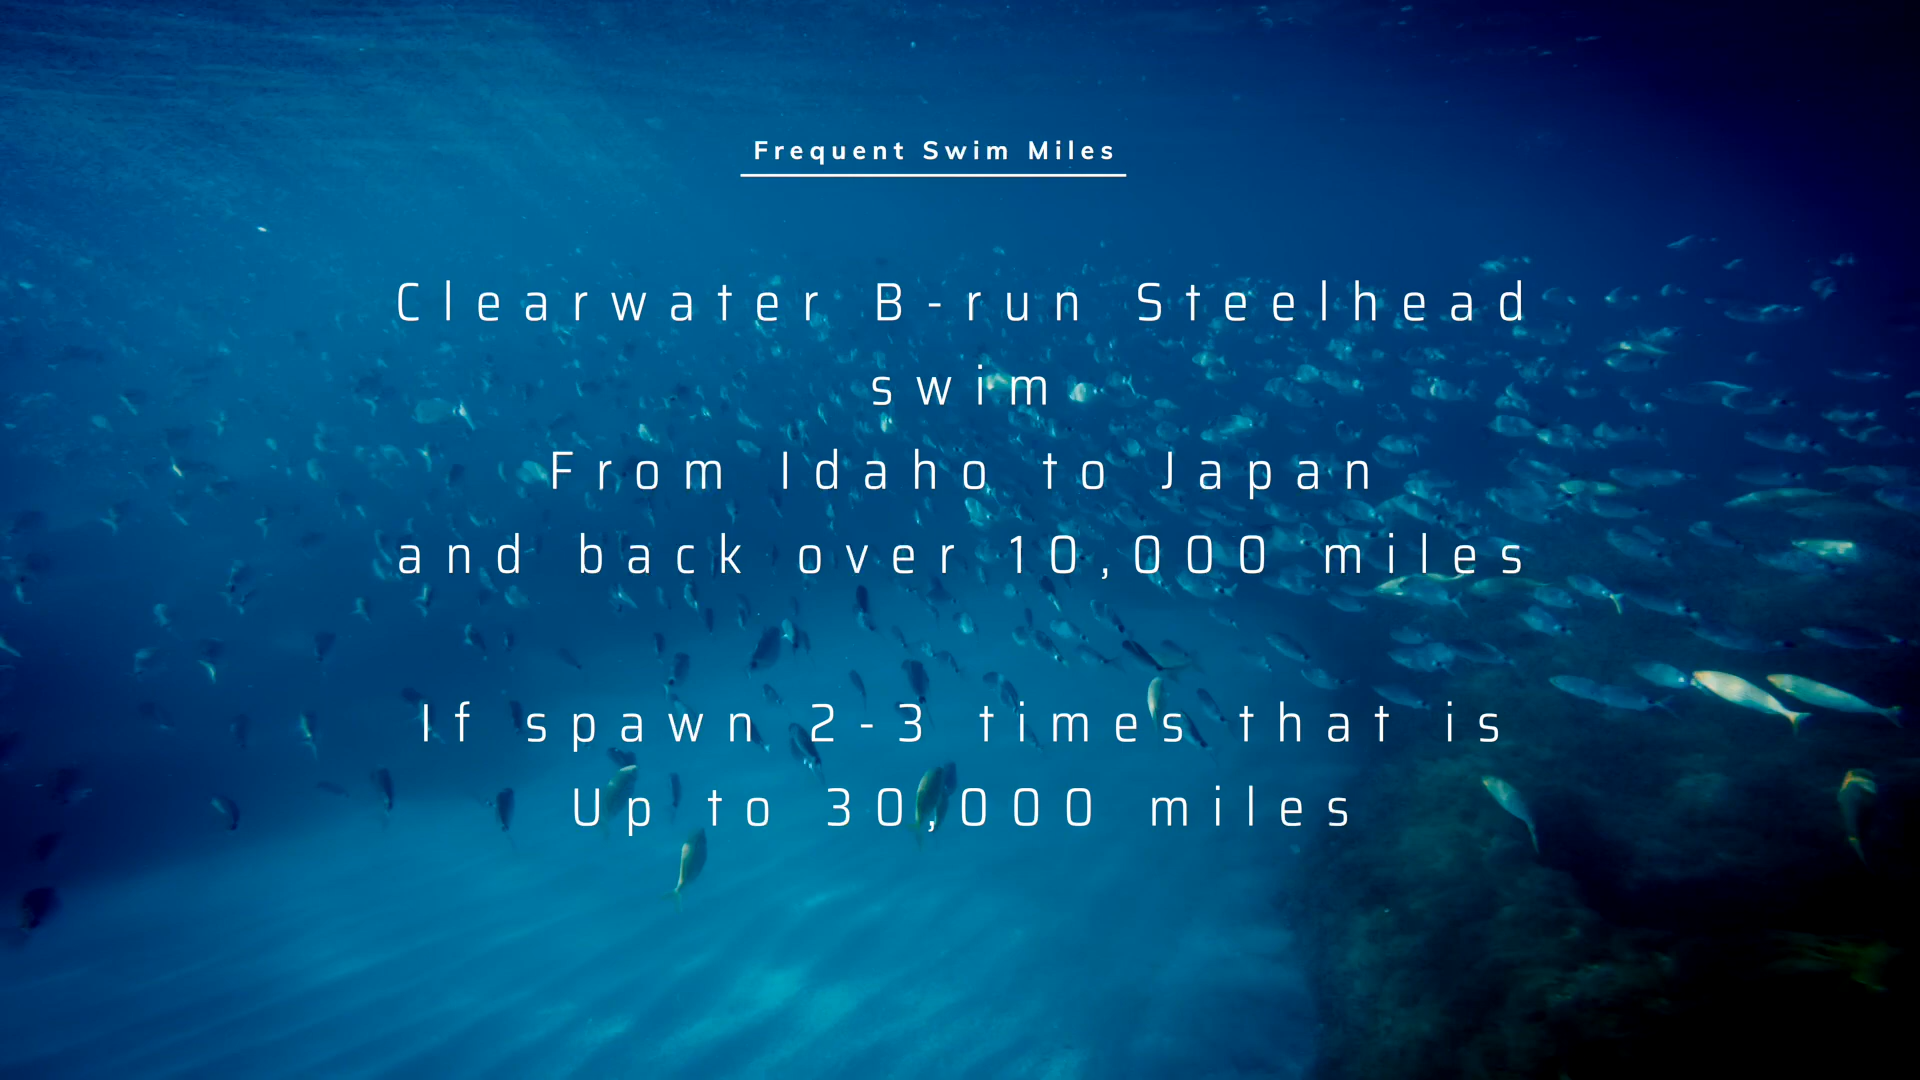 Frequent Swim Miles
Clearwater B-run Steelhead
swim
From Idaho to Japan
and back over 10,000 miles
If spawn 2-3 times that is
Up to 30,000 miles